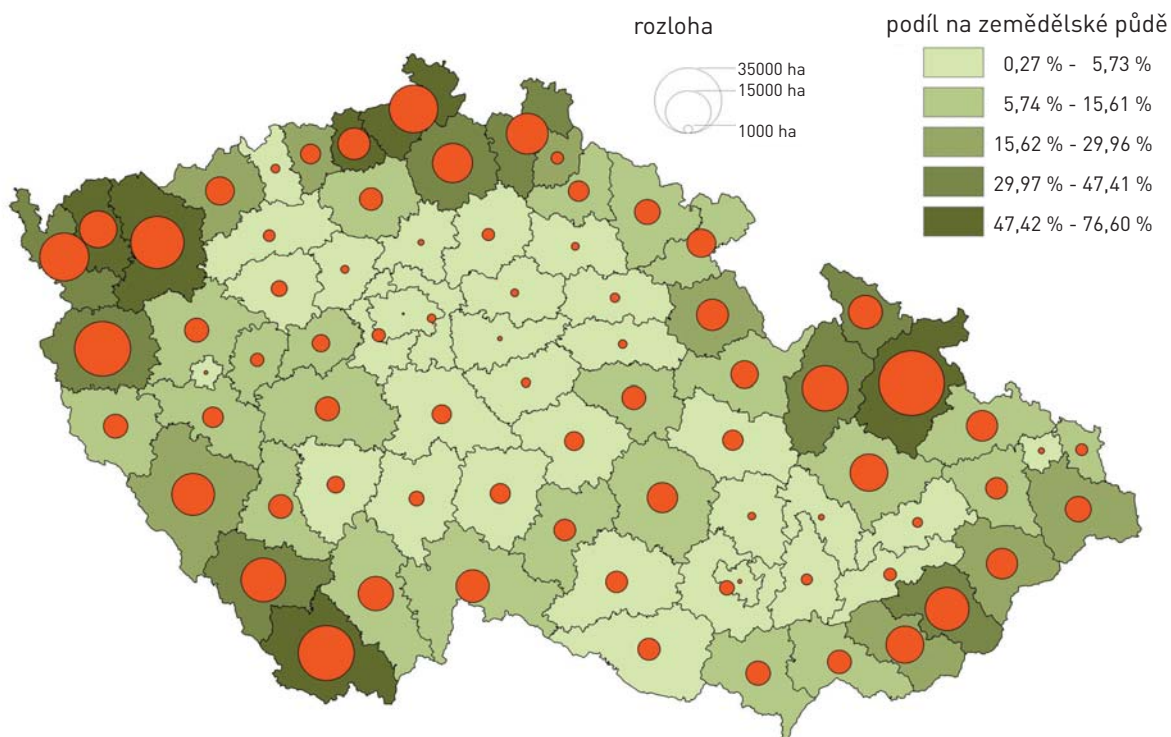 rozloha
35000 ha
15000 ha
1000 ha
podíl na zemědělské půdě
0,27 % - 5,73 %
5,74 % - 15,61 %
15,62 % - 29,96 %
29,97 % - 47,41 %
47,42 % - 76,60 %